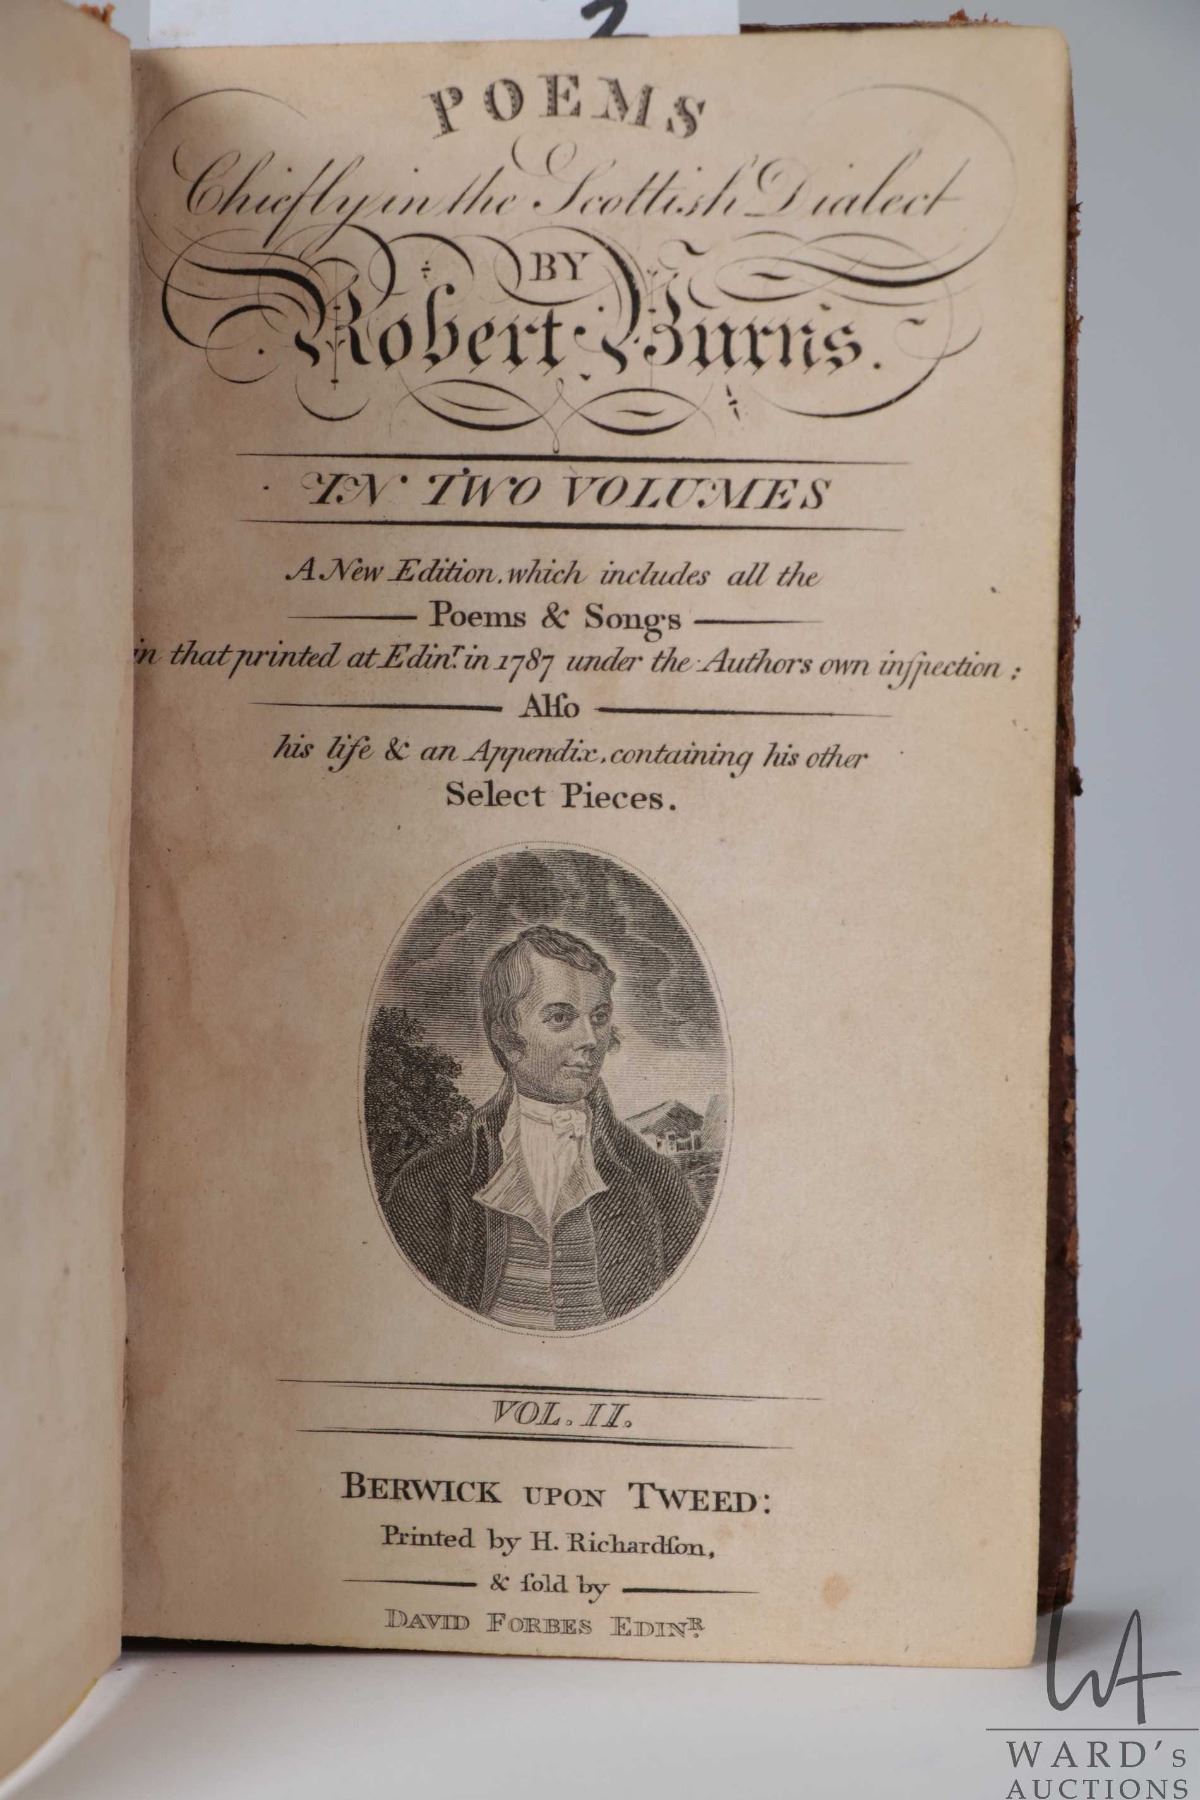 2
POEMS
Chiefly in the Scottish Dialect
BY
Robert Burns.
IN TWO VOLUMES
A New Edition, which includes all the
Poems & Songs
in that printed at Edinr. in 1787 under the Authors own inſpection:
Alſo
his life & an Appendix, containing his other
Select Pieces.
VOL. II.
BERWICK UPON TWEED:
Printed by H. Richardſon,
& ſold by
DAVID FORBES EDINR.
WA
WARD's
AUCTIONS